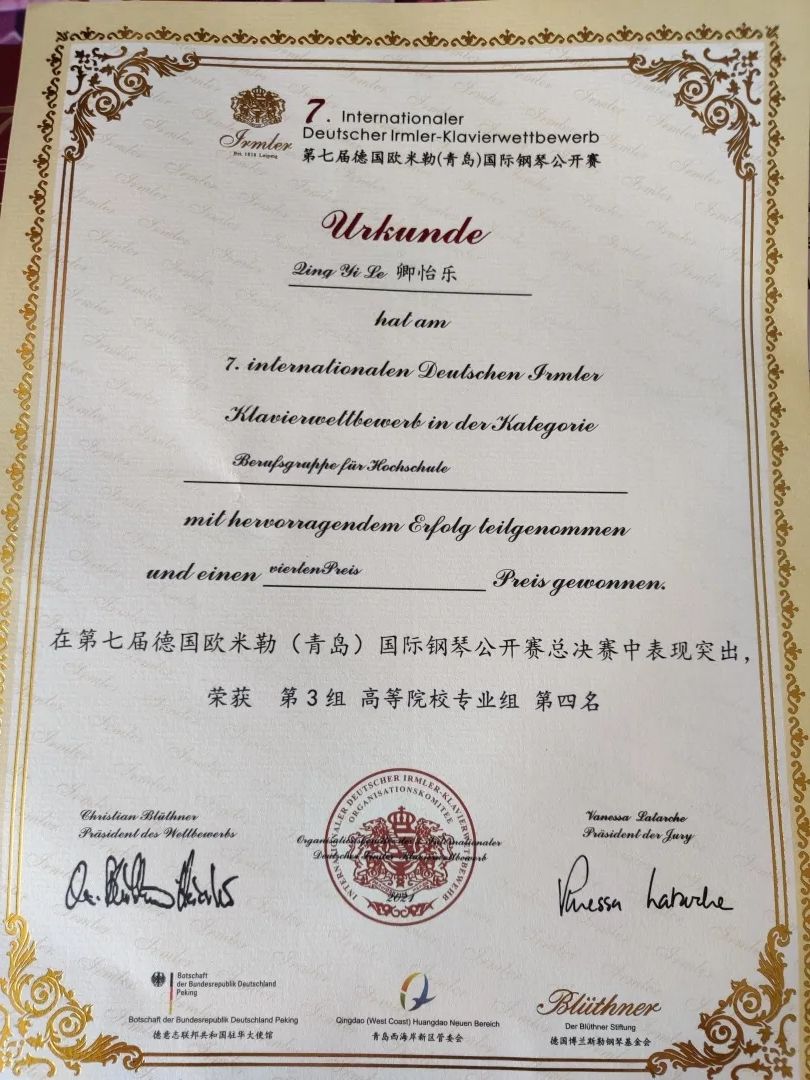 Irmler
Est. 1818 Leipzig
7. Internationaler
Deutscher Irmler-Klavierwettbewerb
第七届德国欧米勒(青岛)国际钢琴公开赛
Urkunde
Qing Yi Le 卿怡乐
hat am
7. internationalen Deutschen Irmler
Klavierwettbewerb in der Kategorie
Berufsgruppe für Hochschule
mit hervorragendem Erfolg teilgenommen
und einen viertenPreis Preis gewonnen.
在第七届德国欧米勒（青岛）国际钢琴公开赛总决赛中表现突出，
荣获 第3组 高等院校专业组 第四名
Christian Blüthner
Präsident des Wettbewerbs
INTERNATIONALER DEUTSCHER IRMLER-KLAVIERWETTBEWERB
ORGANISATIONSKOMITEE
Internationaler
Deutscher Irmler
2021
Vanessa Latarche
Präsident der Jury
Vanessa Latarche
Botschaft
der Bundesrepublik Deutschland
Peking
Botschaft der Bundesrepublik Deutschland Peking
德意志联邦共和国驻华大使馆
Qingdao (West Coast) Huangdao Neuen Bereich
青岛西海岸新区管委会
Blüthner
Der Blüthner Stiftung
德国博兰斯勒钢琴基金会